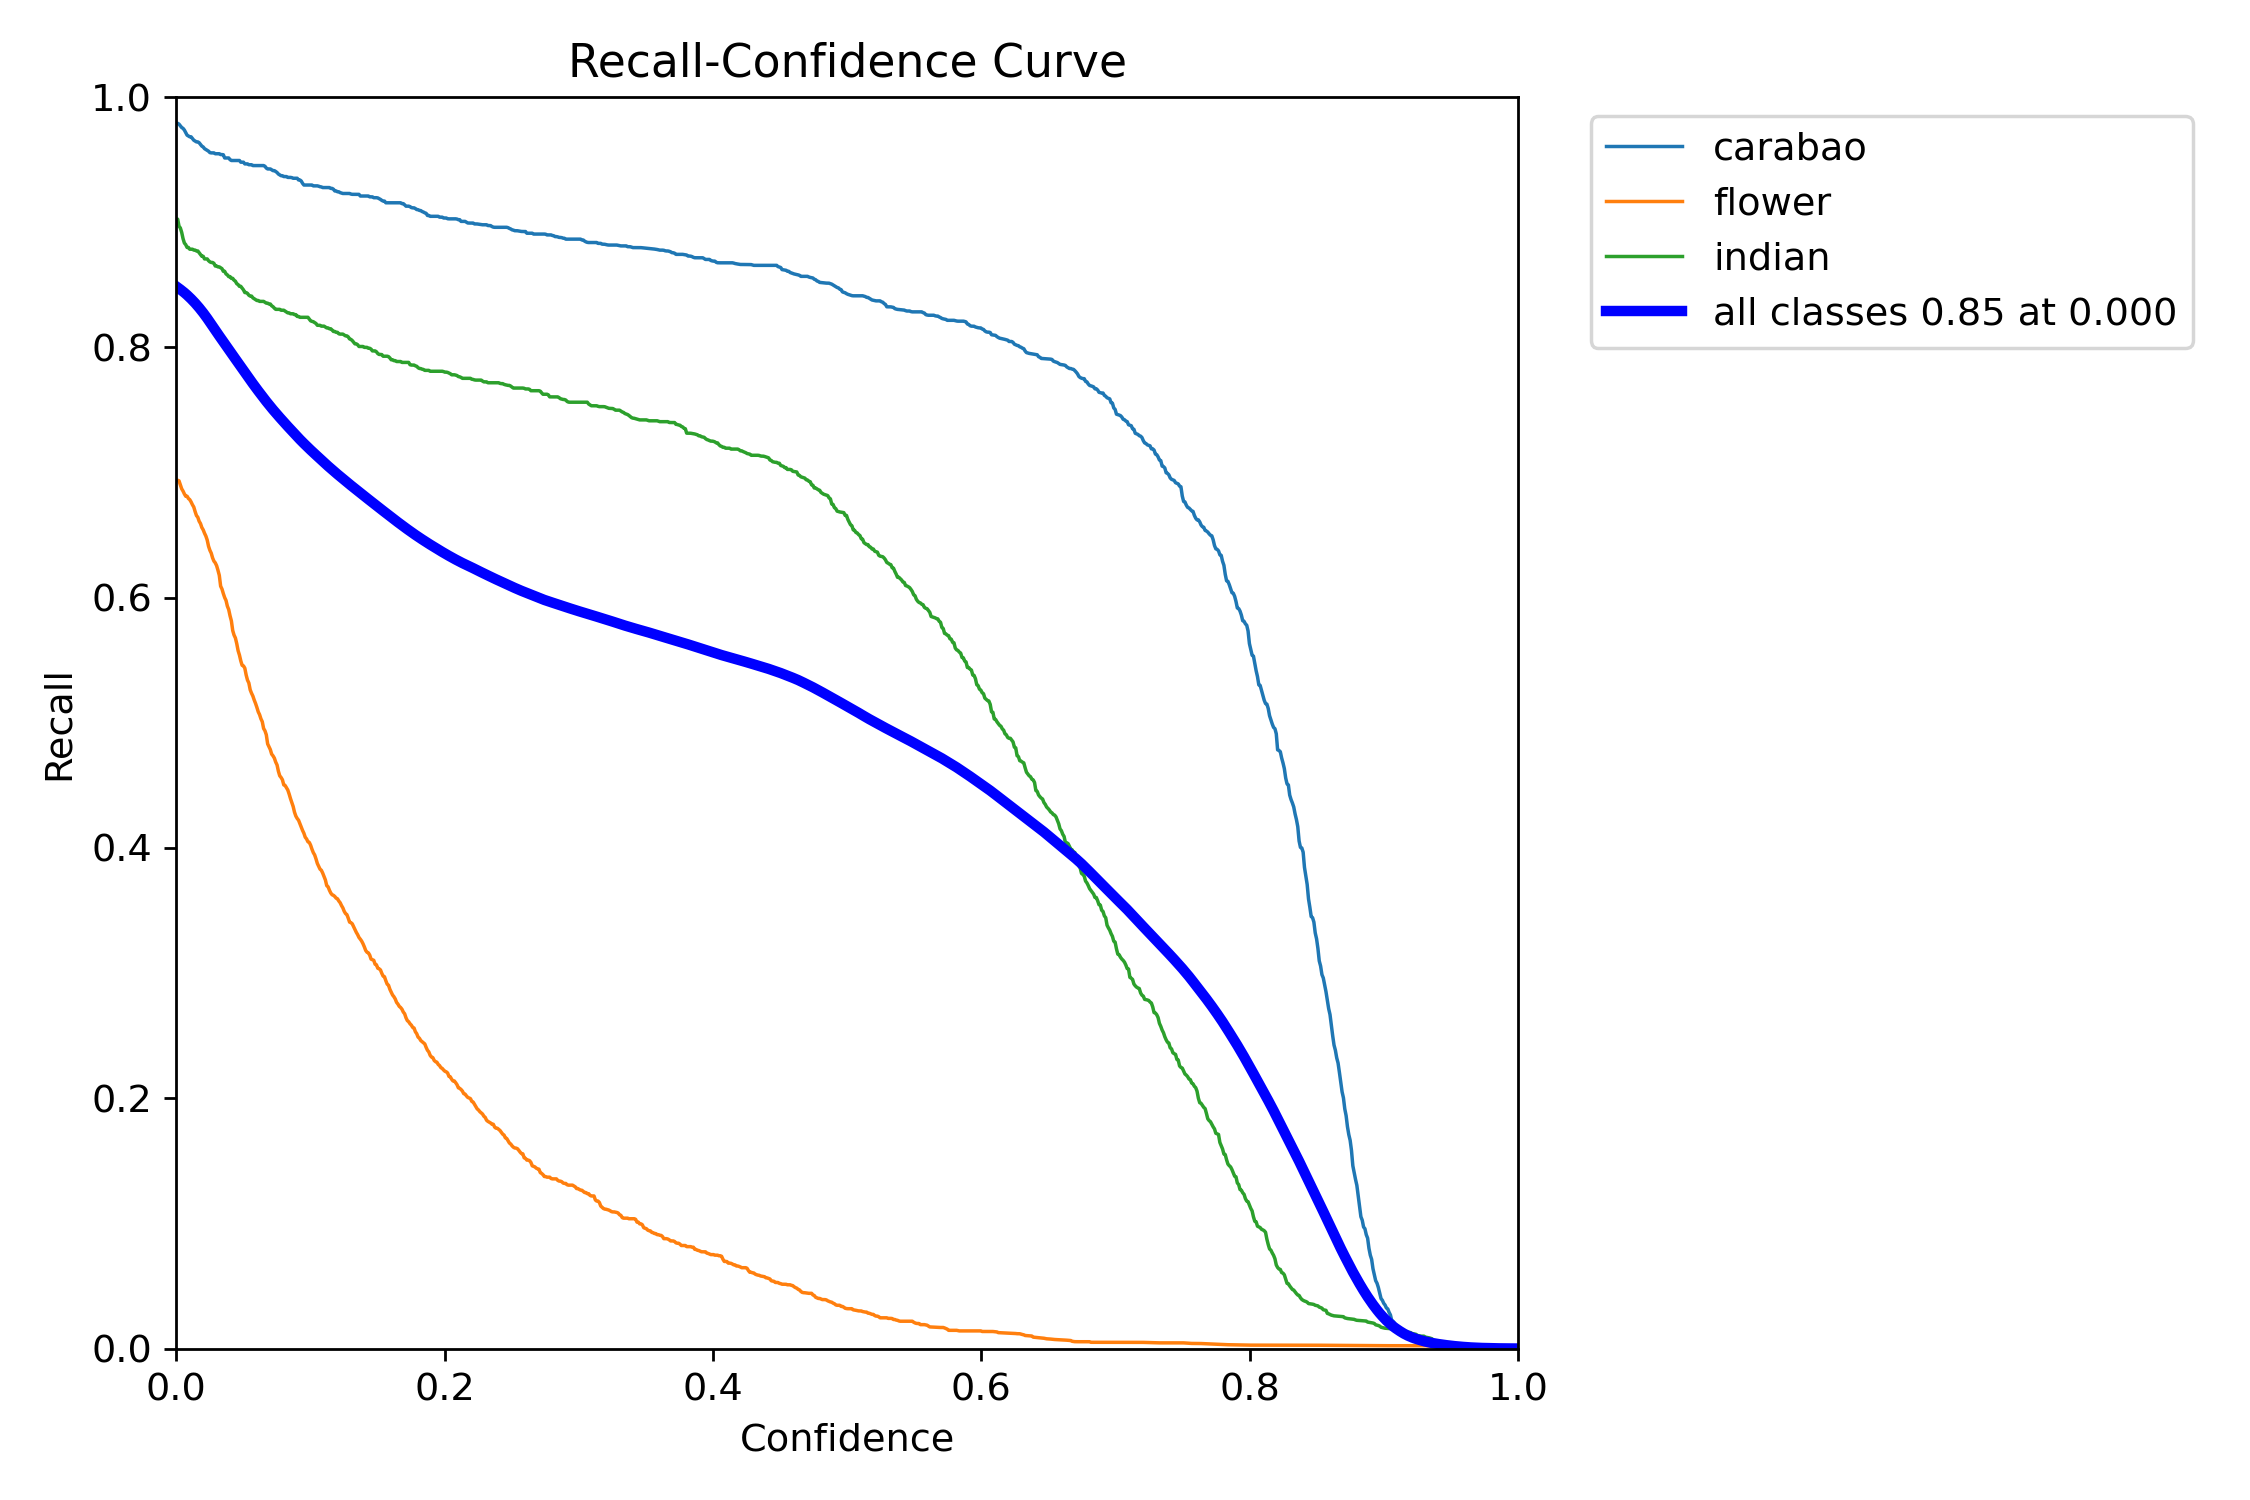 Recall-Confidence Curve
1.0
0.8
0.6
0.4
0.2
0.0
Recall
0.0 0.2 0.4 0.6 0.8 1.0
Confidence
carabao
flower
indian
all classes 0.85 at 0.000